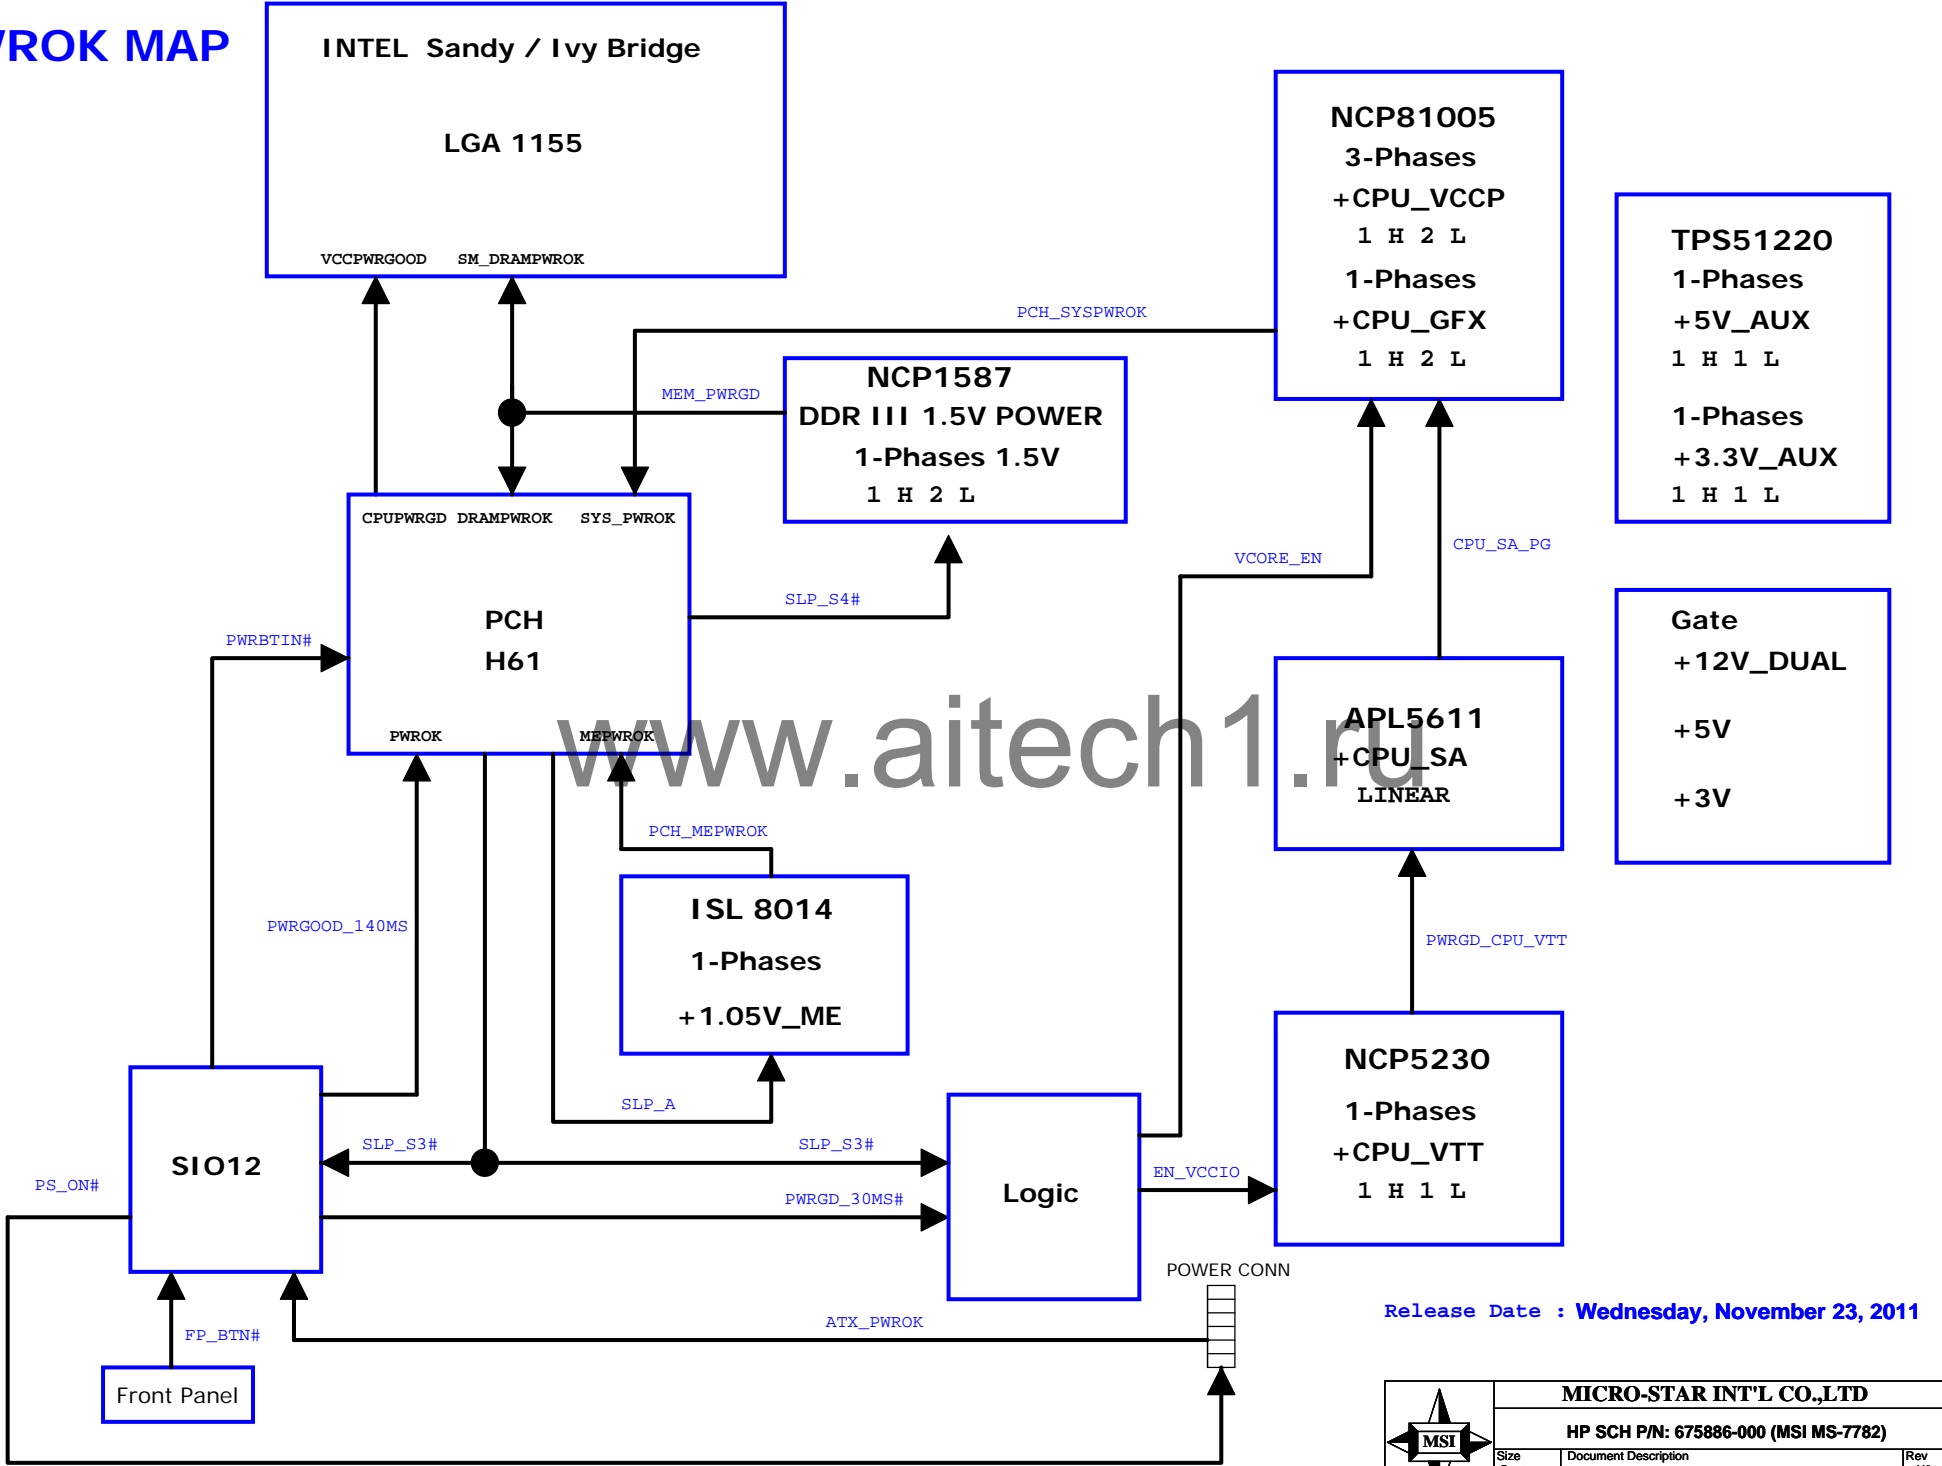 WROK MAP
INTEL Sandy / Ivy Bridge
LGA 1155
VCCPWRGOOD SM_DRAMPWROK
NCP81005
3-Phases
+CPU_VCCP
1 H 2 L
1-Phases
+CPU_GFX
1 H 2 L
TPS51220
1-Phases
+5V_AUX
1 H 1 L
1-Phases
+3.3V_AUX
1 H 1 L
PCH_SYSPWROK
MEM_PWRGD
NCP1587
DDR III 1.5V POWER
1-Phases 1.5V
1 H 2 L
CPUPWRGD DRAMPWROK SYS_PWROK
PCH
H61
PWROK MEPWROK
VCORE_EN
CPU_SA_PG
SLP_S4#
PWRBTIN#
Gate
+12V_DUAL
+5V
+3V
www.aitech1.ru
APL5611
+CPU_SA
LINEAR
PCH_MEPWROK
ISL 8014
1-Phases
+1.05V_ME
PWRGOOD_140MS
PWRGD_CPU_VTT
NCP5230
1-Phases
+CPU_VTT
1 H 1 L
SLP_A
SIO12
SLP_S3#
SLP_S3#
PWRGD_30MS#
Logic
EN_VCCIO
PS_ON#
POWER CONN
ATX_PWROK
FP_BTN#
Front Panel
Release Date : Wednesday, November 23, 2011
MSI
MICRO-STAR INT'L CO.,LTD
HP SCH P/N: 675886-000 (MSI MS-7782)
Size Document Description Rev